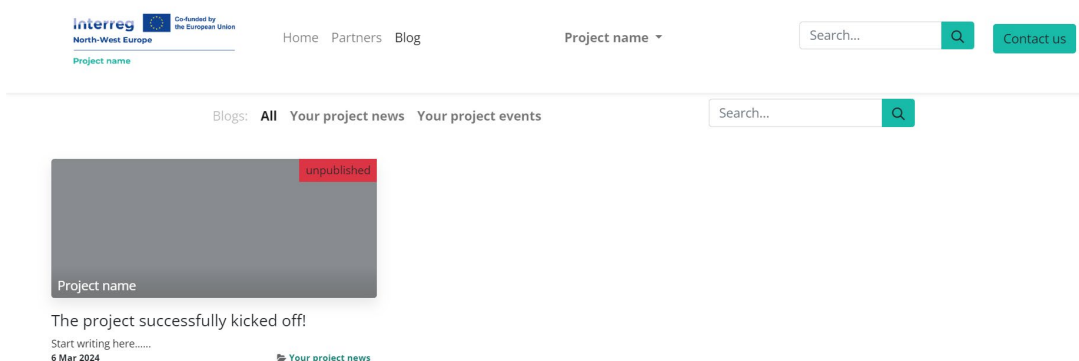 Interreg
Co-funded by
the European Union
North-West Europe
Project name
Home Partners Blog
Project name
Search...
Contact us
Blogs: All Your project news Your project events
Search...
unpublished
Project name
The project successfully kicked off!
Start writing here......
6 Mar 2024
Your project news